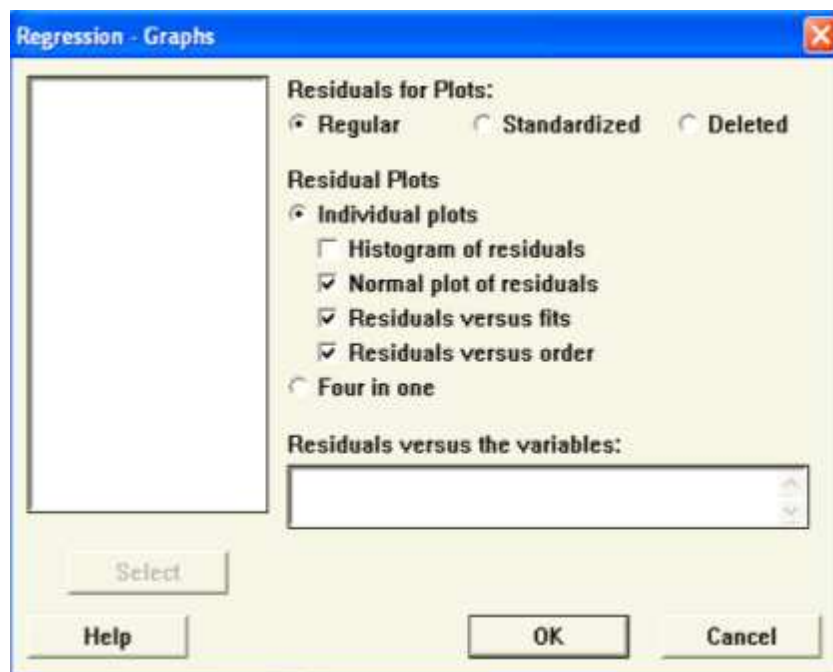 Regression - Graphs
Residuals for Plots:
Regular Standardized Deleted
Residual Plots
Individual plots
Histogram of residuals
Normal plot of residuals
Residuals versus fits
Residuals versus order
Four in one
Residuals versus the variables:
Select
Help OK Cancel